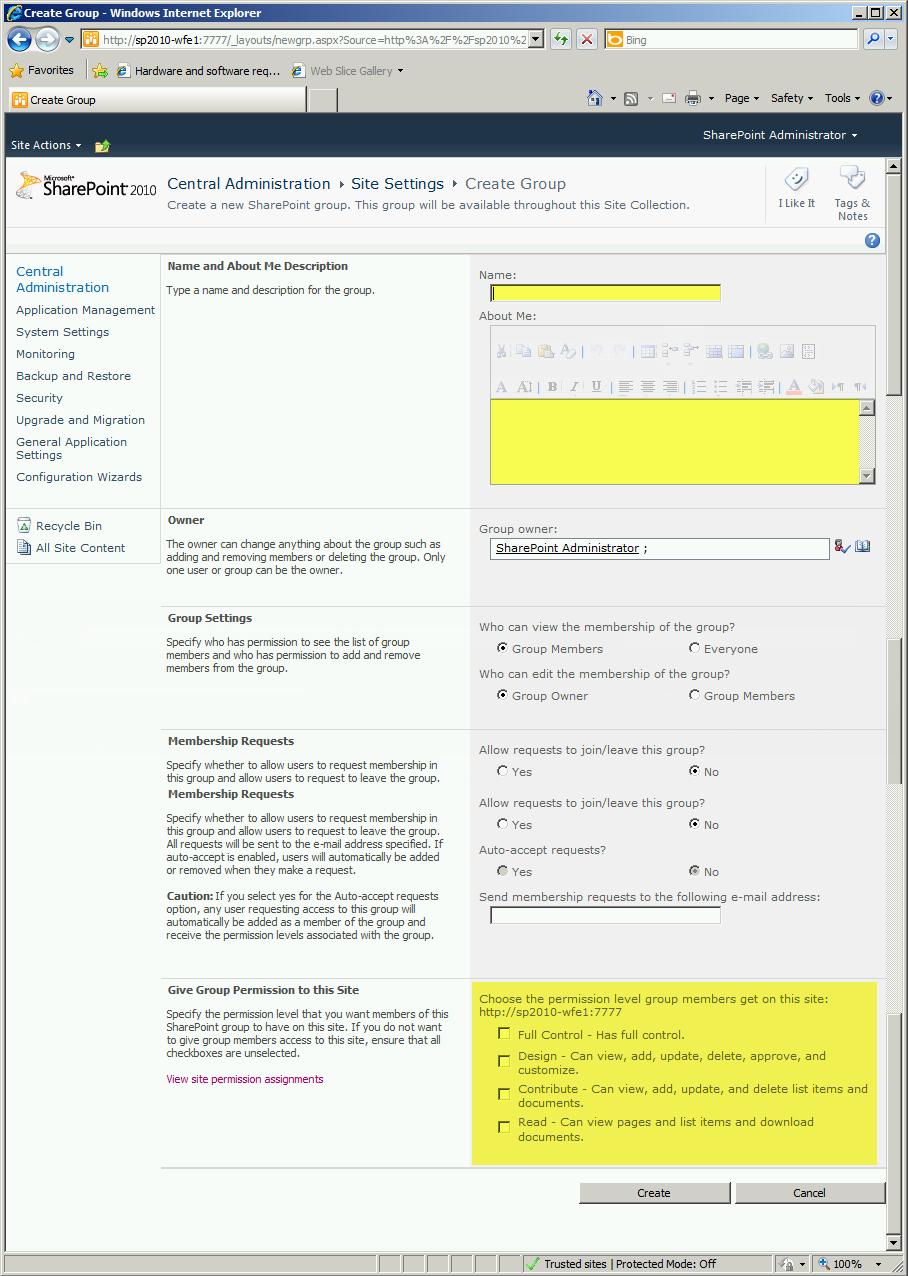 Create Group - Windows Internet Explorer
http://sp2010-wfe1:7777/_layouts/newgrp.aspx?Source=http%3A%2F%2Fsp2010%2
Bing
Favorites
Hardware and software req...
Web Slice Gallery
Create Group
Page
Safety
Tools
Site Actions
SharePoint Administrator
Microsoft®
SharePoint 2010
Central Administration
Site Settings
Create Group
Create a new SharePoint group. This group will be available throughout this Site Collection.
I Like It
Tags &
Notes
Central
Administration
Application Management
System Settings
Monitoring
Backup and Restore
Security
Upgrade and Migration
General Application
Settings
Configuration Wizards
Recycle Bin
All Site Content
Name and About Me Description
Type a name and description for the group.
Name:
About Me:
Owner
The owner can change anything about the group such as
adding and removing members or deleting the group. Only
one user or group can be the owner.
Group owner:
SharePoint Administrator ;
Group Settings
Specify who has permission to see the list of group
members and who has permission to add and remove
members from the group.
Who can view the membership of the group?
Group Members
Everyone
Who can edit the membership of the group?
Group Owner
Group Members
Membership Requests
Specify whether to allow users to request membership in
this group and allow users to request to leave the group.
Allow requests to join/leave this group?
Yes
No
Membership Requests
Specify whether to allow users to request membership in
this group and allow users to request to leave the group.
All requests will be sent to the e-mail address specified. If
auto-accept is enabled, users will automatically be added
or removed when they make a request.
Caution: If you select yes for the Auto-accept requests
option, any user requesting access to this group will
automatically be added as a member of the group and
receive the permission levels associated with the group.
Allow requests to join/leave this group?
Yes
No
Auto-accept requests?
Yes
No
Send membership requests to the following e-mail address:
Give Group Permission to this Site
Specify the permission level that you want members of this
SharePoint group to have on this site. If you do not want
to give group members access to this site, ensure that all
checkboxes are unselected.
View site permission assignments
Choose the permission level group members get on this site:
http://sp2010-wfe1:7777
Full Control - Has full control.
Design - Can view, add, update, delete, approve, and
customize.
Contribute - Can view, add, update, and delete list items and
documents.
Read - Can view pages and list items and download
documents.
Create
Cancel
Trusted sites | Protected Mode: Off
100%